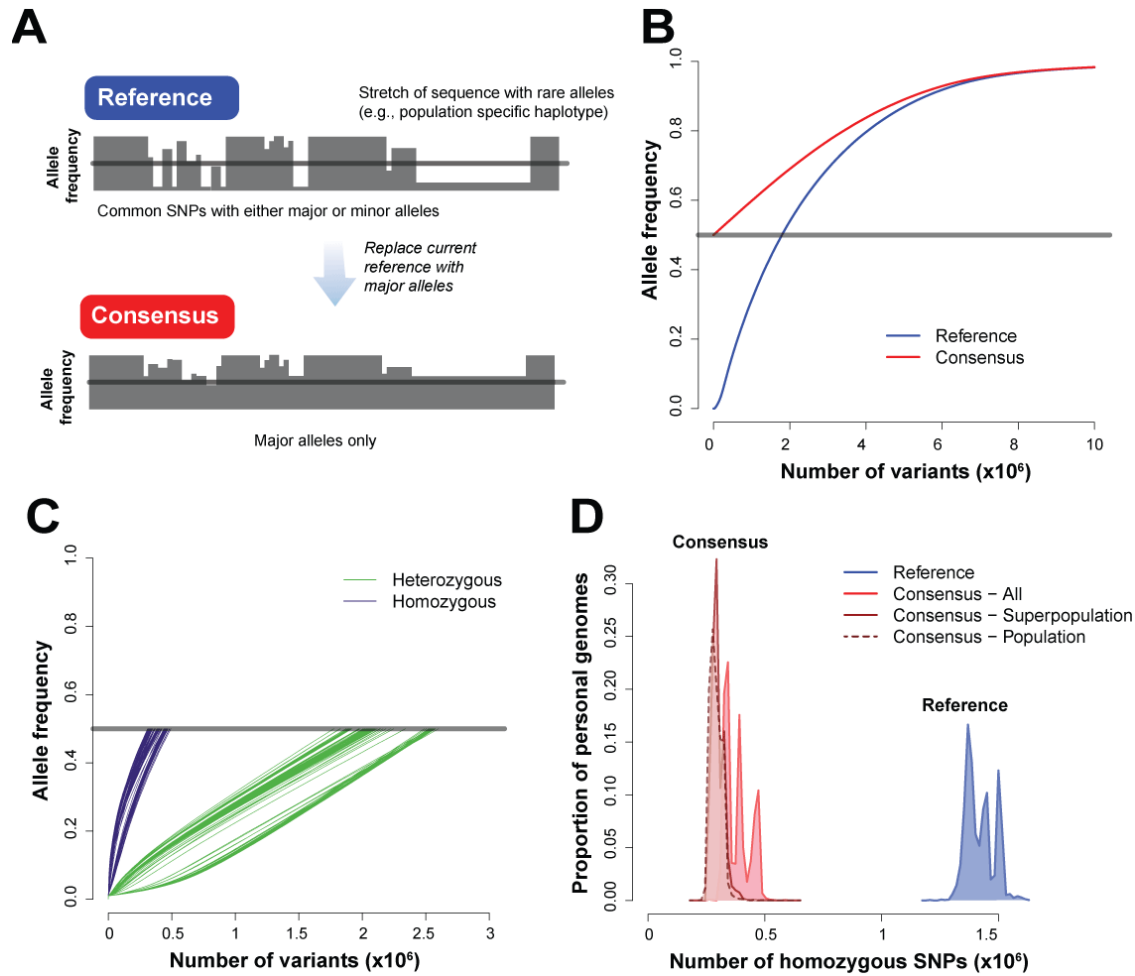 A
Reference
Stretch of sequence with rare alleles
(e.g., population specific haplotype)
Allele
frequency
Common SNPs with either major or minor alleles
Replace current
reference with
major alleles
Consensus
Allele
frequency
Major alleles only
B
Allele frequency
1.0
0.8
0.6
0.4
0.2
0.0
Reference
Consensus
0 2 4 6 8 10
Number of variants (x10⁶)
C
Allele frequency
1.0
0.8
0.6
0.4
0.2
0.0
Heterozygous
Homozygous
0 0.5 1 1.5 2 2.5 3
Number of variants (x10⁶)
D
Proportion of personal genomes
0.30
0.25
0.20
0.15
0.10
0.05
0.00
Consensus
Reference
Consensus – All
Consensus – Superpopulation
Consensus – Population
Reference
0 0.5 1 1.5
Number of homozygous SNPs (x10⁶)